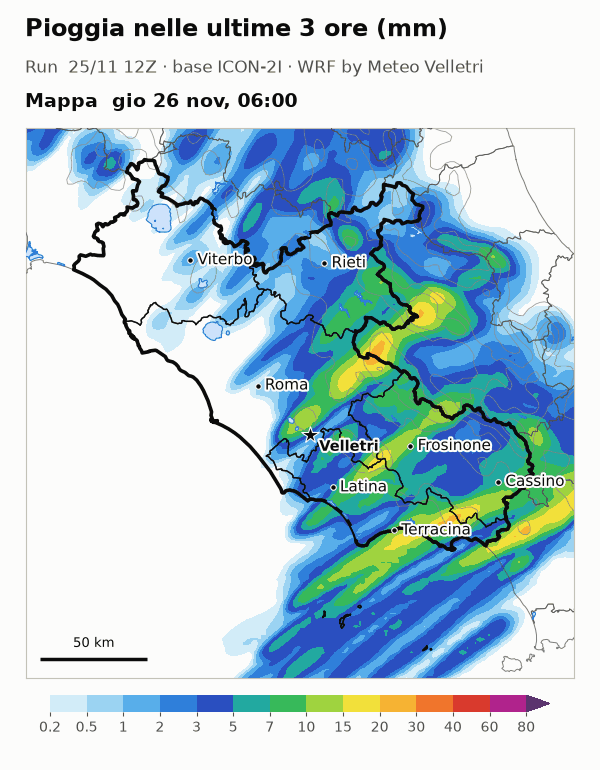 Pioggia nelle ultime 3 ore (mm)
Run  25/11 12Z · base ICON-2I · WRF by Meteo Velletri
Mappa  gio 26 nov, 06:00
Viterbo
Rieti
Roma
Velletri
Frosinone
Latina
Cassino
Terracina
50 km
0.2 0.5 1 2 3 5 7 10 15 20 30 40 60 80